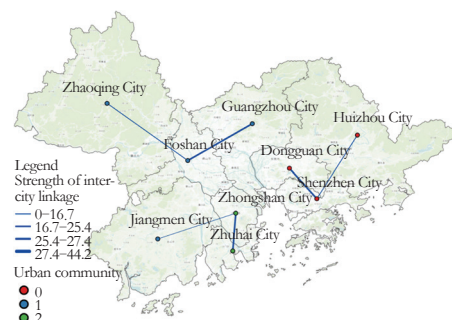 Zhaoqing City
Guangzhou City
Huizhou City
Foshan City
Dongguan City
Shenzhen City
Zhongshan City
Jiangmen City
Zhuhai City
Legend
Strength of inter-
city linkage
0–16.7
16.7–25.4
25.4–27.4
27.4–44.2
Urban community
0
1
2